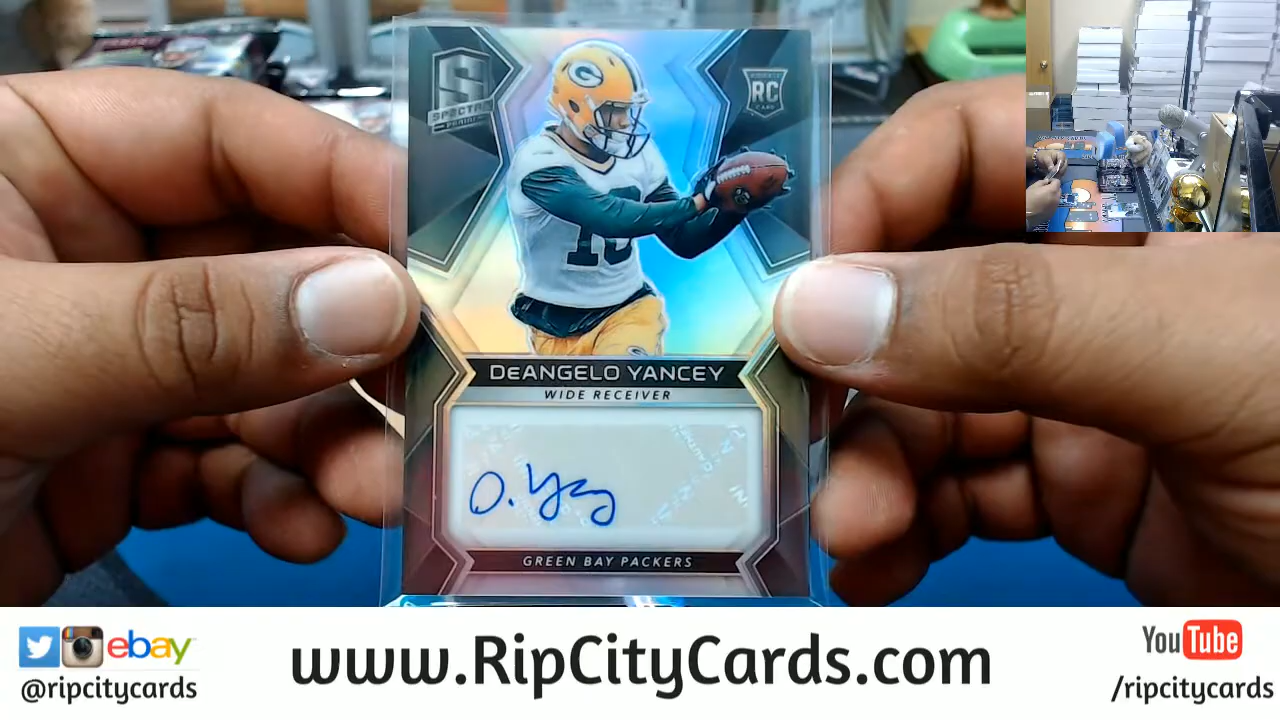 SPECTRA
PANINI
G
ROOKIE
RC
CARD
DeANGELO YANCEY
WIDE RECEIVER
D. Yancy
GREEN BAY PACKERS
ebay
www.RipCityCards.com
YouTube
@ripcitycards
/ripcitycards